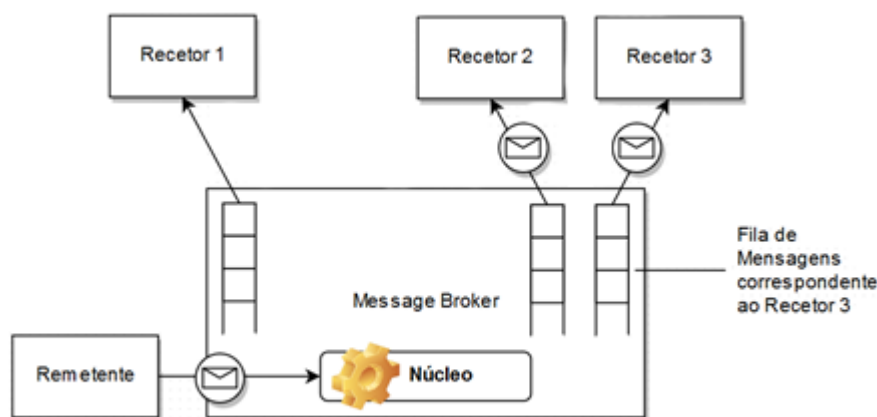 Recetor 1
Recetor 2
Recetor 3
Fila de
Mensagens
correspondente
ao Recetor 3
Message Broker
Remetente
Núcleo